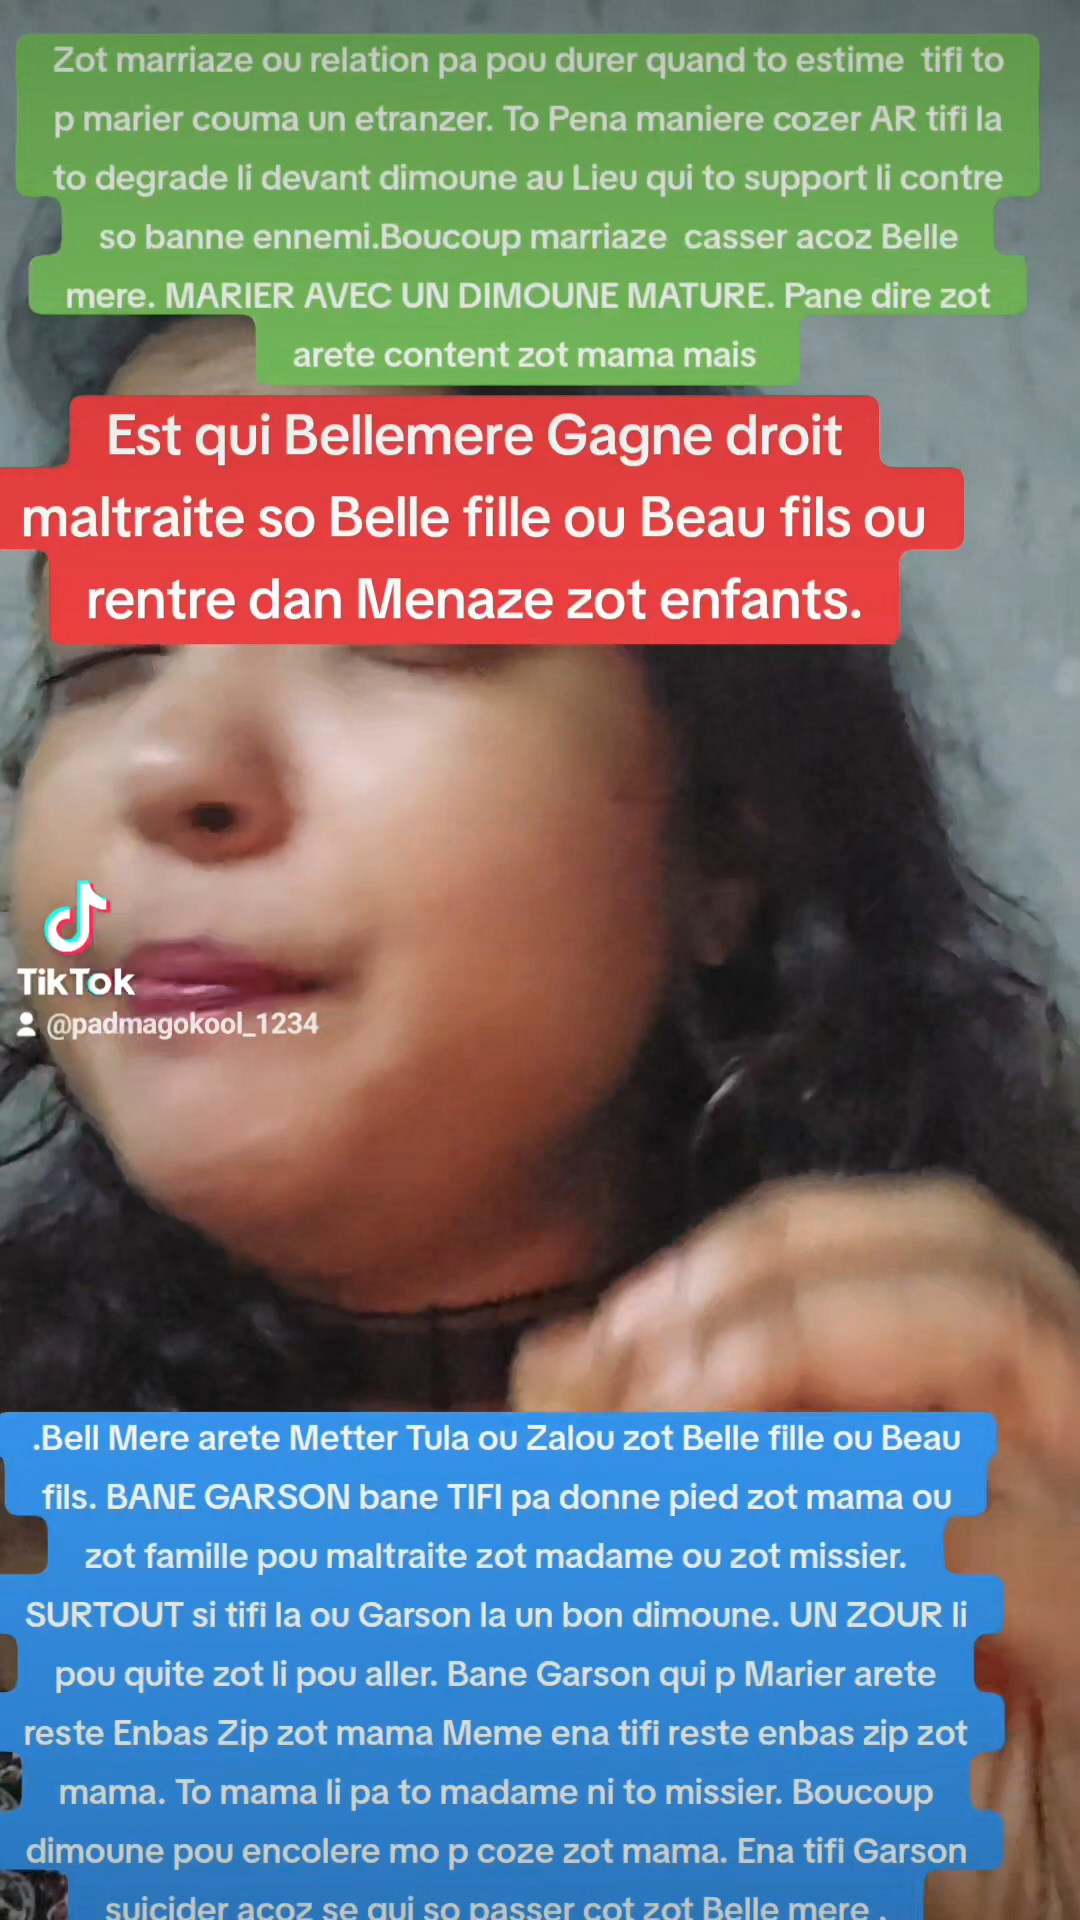 Zot marriaze ou relation pa pou durer quand to estime tifi to
p marier couma un etranzer. To Pena maniere cozer AR tifi la
to degrade li devant dimoune au Lieu qui to support li contre
so banne ennemi.Boucoup marriaze casser acoz Belle
mere. MARIER AVEC UN DIMOUNE MATURE. Pane dire zot
arete content zot mama mais
Est qui Bellemere Gagne droit
maltraite so Belle fille ou Beau fils ou
rentre dan Menaze zot enfants.
TikTok
@padmagokool_1234
.Bell Mere arete Metter Tula ou Zalou zot Belle fille ou Beau
fils. BANE GARSON bane TIFI pa donne pied zot mama ou
zot famille pou maltraite zot madame ou zot missier.
SURTOUT si tifi la ou Garson la un bon dimoune. UN ZOUR li
pou quite zot li pou aller. Bane Garson qui p Marier arete
reste Enbas Zip zot mama Meme ena tifi reste enbas zip zot
mama. To mama li pa to madame ni to missier. Boucoup
dimoune pou encolere mo p coze zot mama. Ena tifi Garson
suicider acoz se qui so passer cot zot Belle mere .